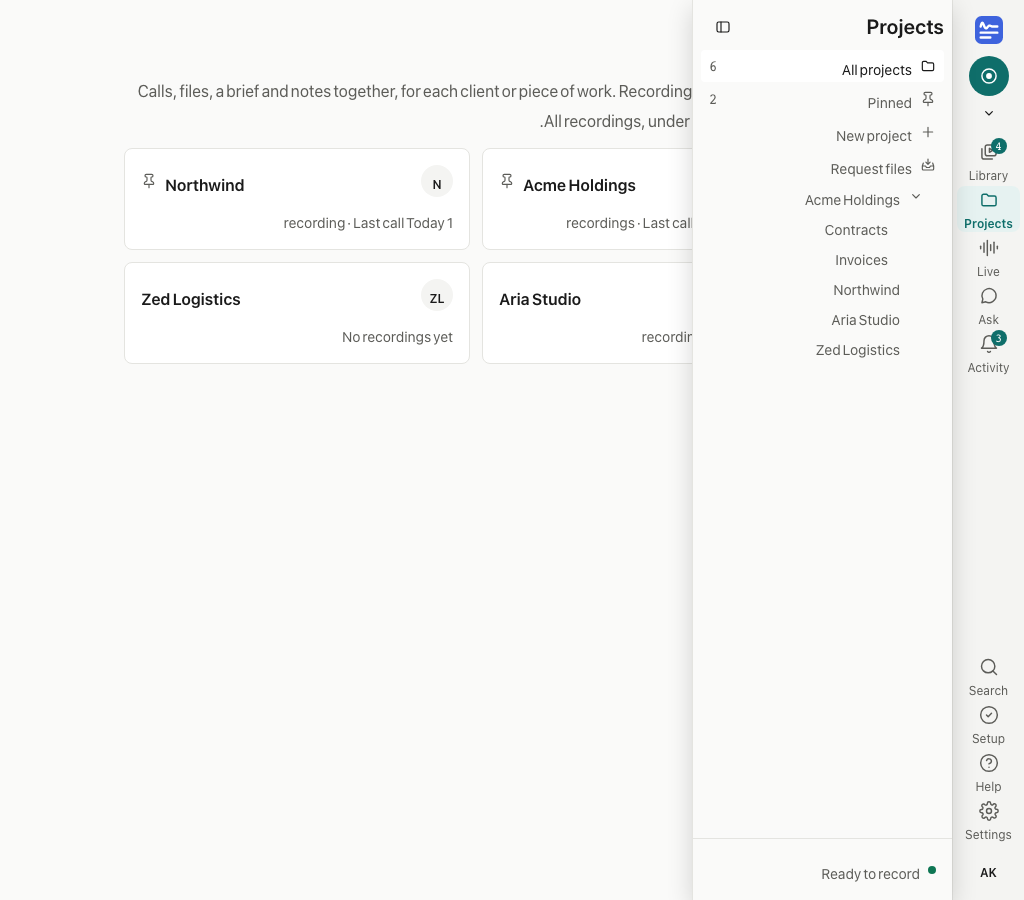 Projects
All projects
6
Pinned
2
New project
Request files
Acme Holdings
Contracts
Invoices
Northwind
Aria Studio
Zed Logistics
Ready to record
4
Library
Projects
Live
Ask
3
Activity
Search
Setup
Help
Settings
AK
Calls, files, a brief and notes together, for each client or piece of work. Recording
.All recordings, under
Northwind
N
recording · Last call Today 1
Acme Holdings
recordings · Last call
Zed Logistics
ZL
No recordings yet
Aria Studio